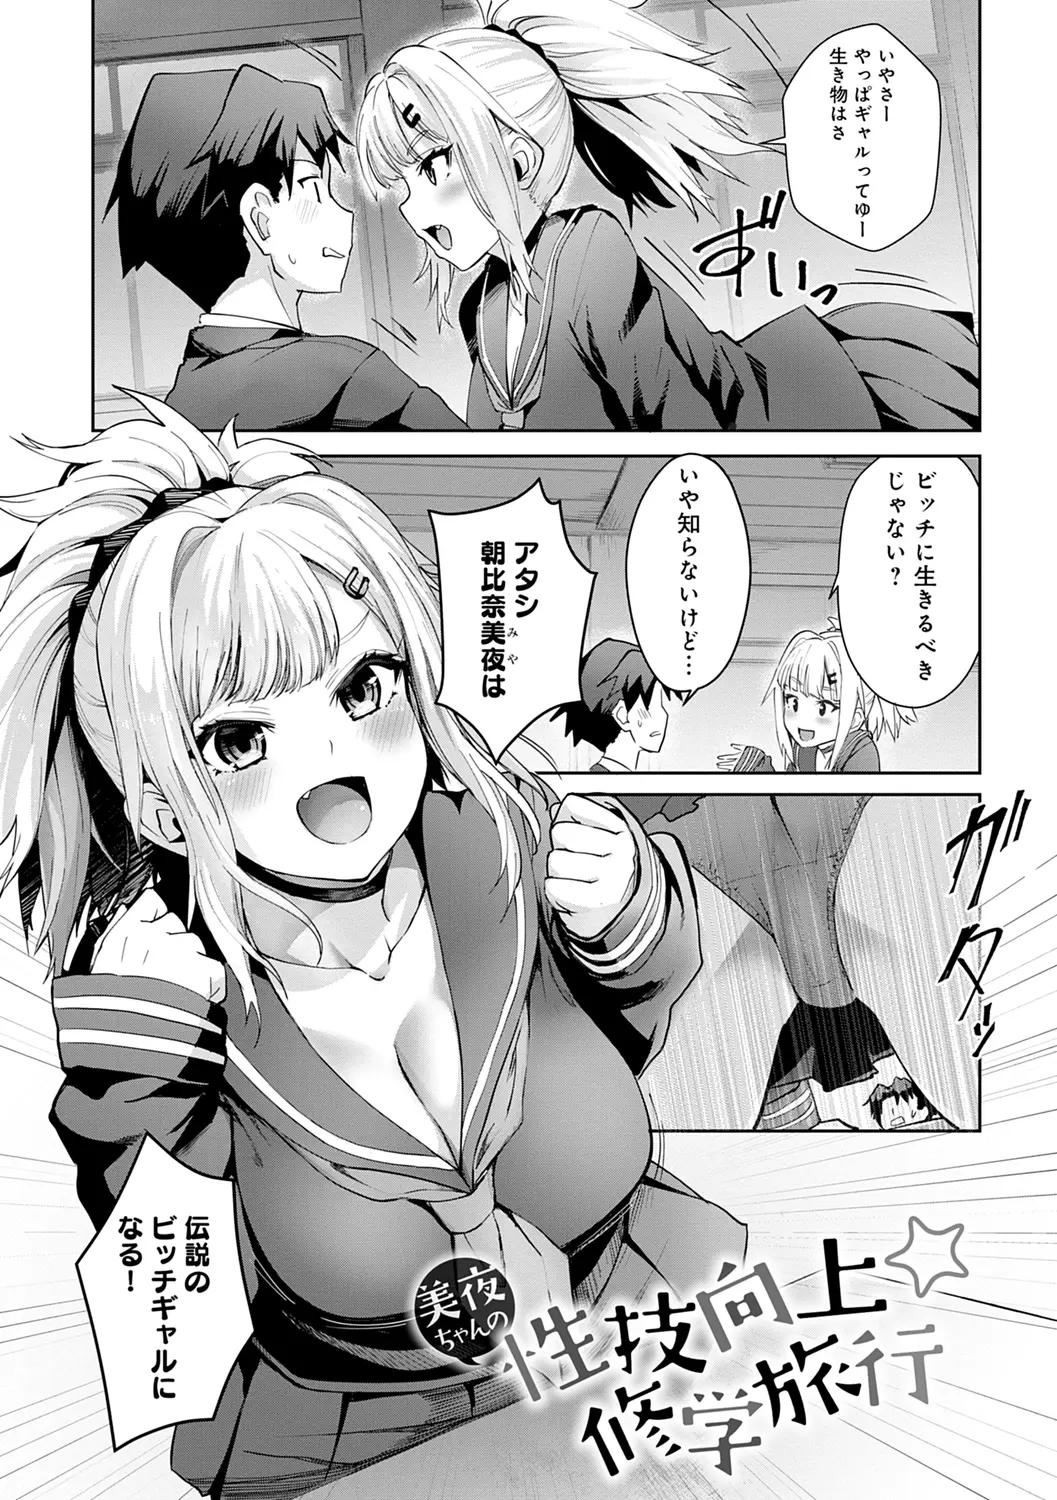 いやさー
やっぱギャルってゆー
生き物はさ
ずいっ
ビッチに生きるべき
じゃない？
いや知らないけど…
ガタッ
アタシ
朝比奈美夜は
みや
伝説の
ビッチギャルに
なる！
美夜
ちゃんの
性技向上☆
修学旅行